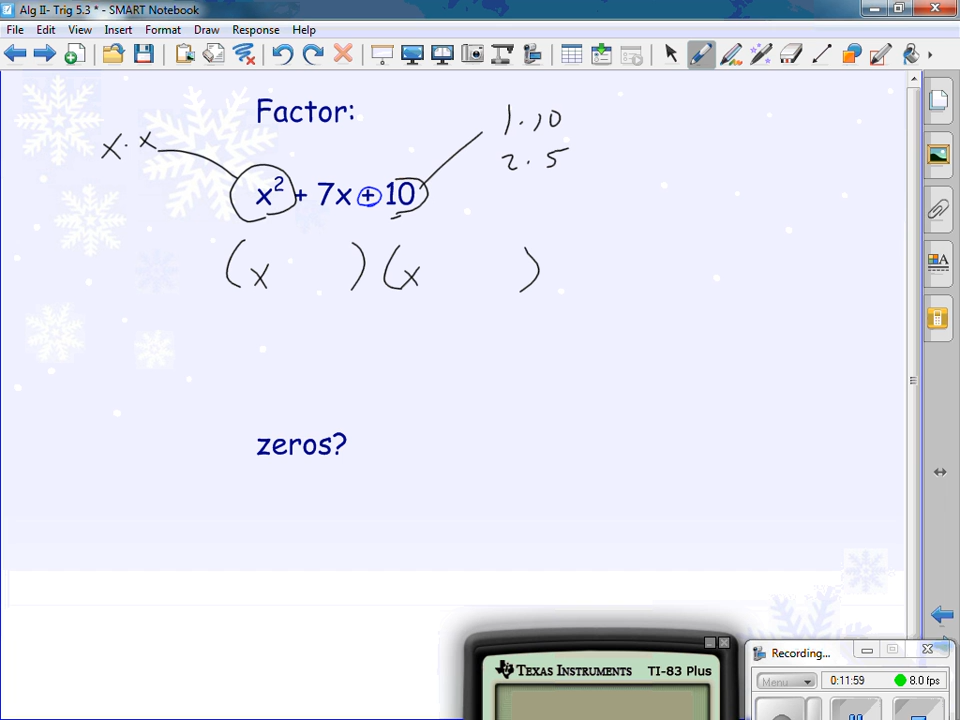 Alg II- Trig 5.3 * - SMART Notebook
File Edit View Insert Format Draw Response Help
Factor:
1·10
x·x
2·5
x² + 7x + 10
(x )(x )
zeros?
Recording...
TEXAS INSTRUMENTS TI-83 Plus
Menu 0:11:59 8.0 fps